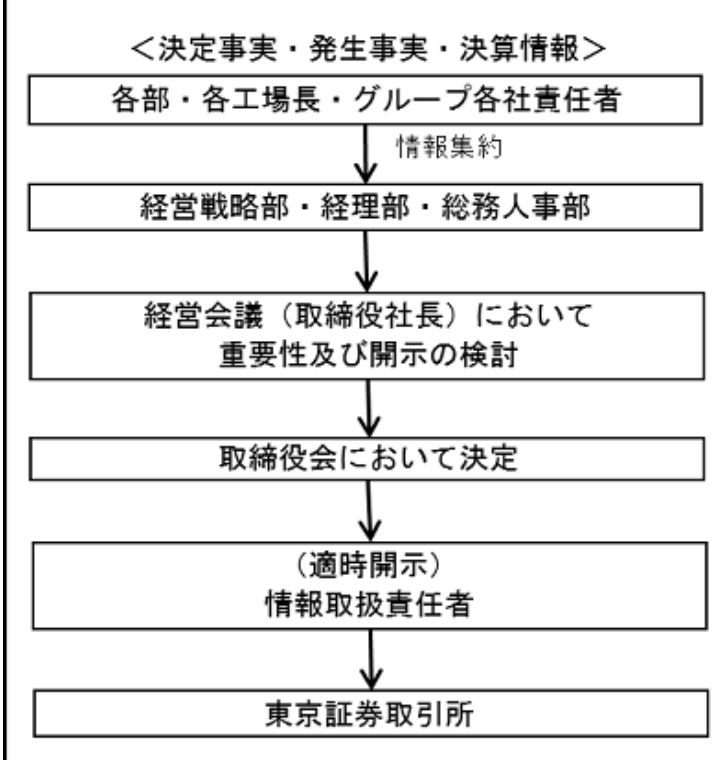 ＜決定事実・発生事実・決算情報＞
各部・各工場長・グループ各社責任者
情報集約
経営戦略部・経理部・総務人事部
経営会議（取締役社長）において
重要性及び開示の検討
取締役会において決定
（適時開示）
情報取扱責任者
東京証券取引所